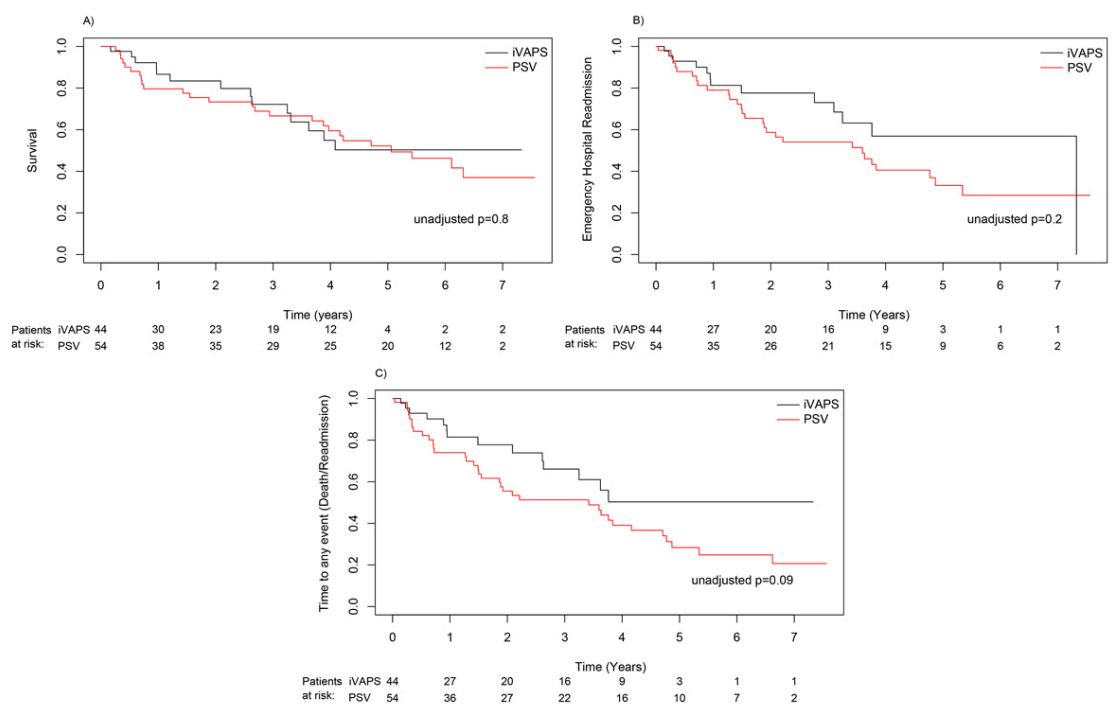 A)
Survival
1.0
0.8
0.6
0.4
0.2
0.0
iVAPS
PSV
unadjusted p=0.8
0 1 2 3 4 5 6 7
Time (years)
Patients at risk:
iVAPS 44 30 23 19 12 4 2 2
PSV 54 38 35 29 25 20 12 2
B)
Emergency Hospital Readmission
1.0
0.8
0.6
0.4
0.2
0.0
iVAPS
PSV
unadjusted p=0.2
0 1 2 3 4 5 6 7
Time (Years)
Patients at risk:
iVAPS 44 27 20 16 9 3 1 1
PSV 54 35 26 21 15 9 6 2
C)
Time to any event (Death/Readmission)
1.0
0.8
0.6
0.4
0.2
0.0
iVAPS
PSV
unadjusted p=0.09
0 1 2 3 4 5 6 7
Time (Years)
Patients at risk:
iVAPS 44 27 20 16 9 3 1 1
PSV 54 36 27 22 16 10 7 2